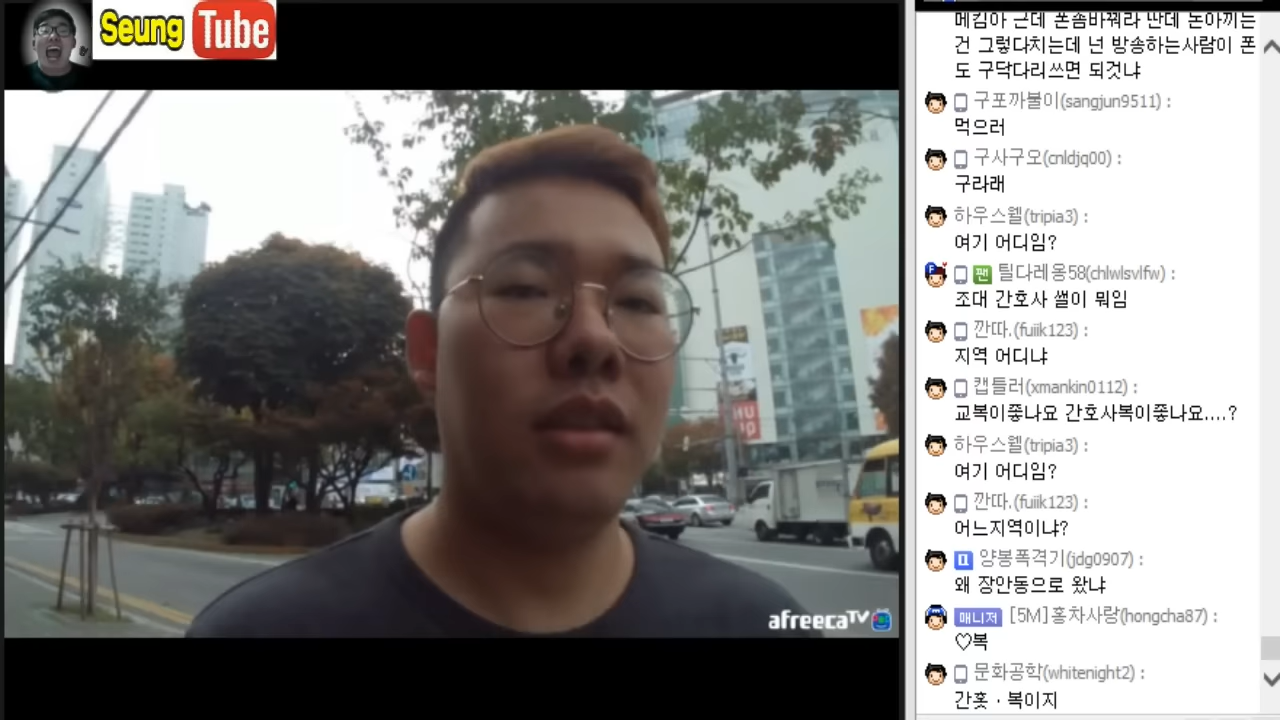 Seung Tube
메킴아 근데 폰좀바꿔라 딴데 돈아끼는
건 그렇다치는데 넌 방송하는사람이 폰
도 구닥다리쓰면 되것냐
구포까불이(sangjun9511) :
먹으러
구사구오(cnldjq00) :
구라래
하우스웰(tripia3) :
여기 어디임?
팬 틸다레옹58(chlwlsvlfw) :
조대 간호사 썰이 뭐임
깐따.(fuiik123) :
지역 어디냐
캡틀러(xmankin0112) :
교복이좋나요 간호사복이좋나요....?
하우스웰(tripia3) :
여기 어디임?
깐따.(fuiik123) :
어느지역이냐?
양봉폭격기(jdg0907) :
왜 장안동으로 왔냐
매니저 [5M]홍차사랑(hongcha87) :
♡복
문화공학(whitenight2) :
간홋·복이지
afreecaTV